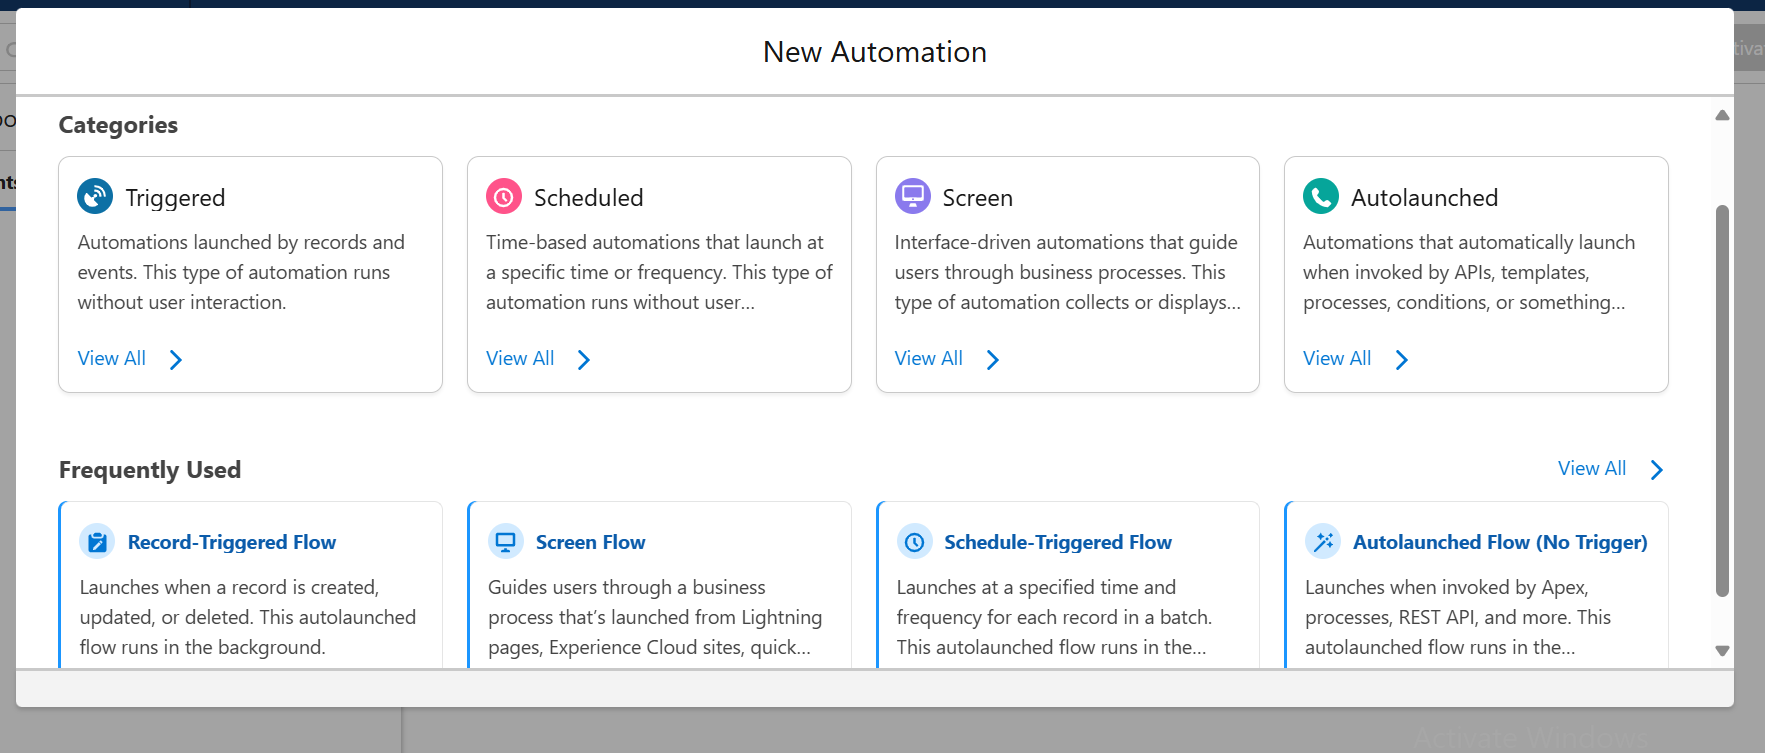 New Automation
Categories
Triggered
Automations launched by records and
events. This type of automation runs
without user interaction.
View All
Scheduled
Time-based automations that launch at
a specific time or frequency. This type of
automation runs without user...
View All
Screen
Interface-driven automations that guide
users through business processes. This
type of automation collects or displays...
View All
Autolaunched
Automations that automatically launch
when invoked by APIs, templates,
processes, conditions, or something...
View All
Frequently Used
View All
Record-Triggered Flow
Launches when a record is created,
updated, or deleted. This autolaunched
flow runs in the background.
Screen Flow
Guides users through a business
process that’s launched from Lightning
pages, Experience Cloud sites, quick...
Schedule-Triggered Flow
Launches at a specified time and
frequency for each record in a batch.
This autolaunched flow runs in the...
Autolaunched Flow (No Trigger)
Launches when invoked by Apex,
processes, REST API, and more. This
autolaunched flow runs in the...
Activate Windows